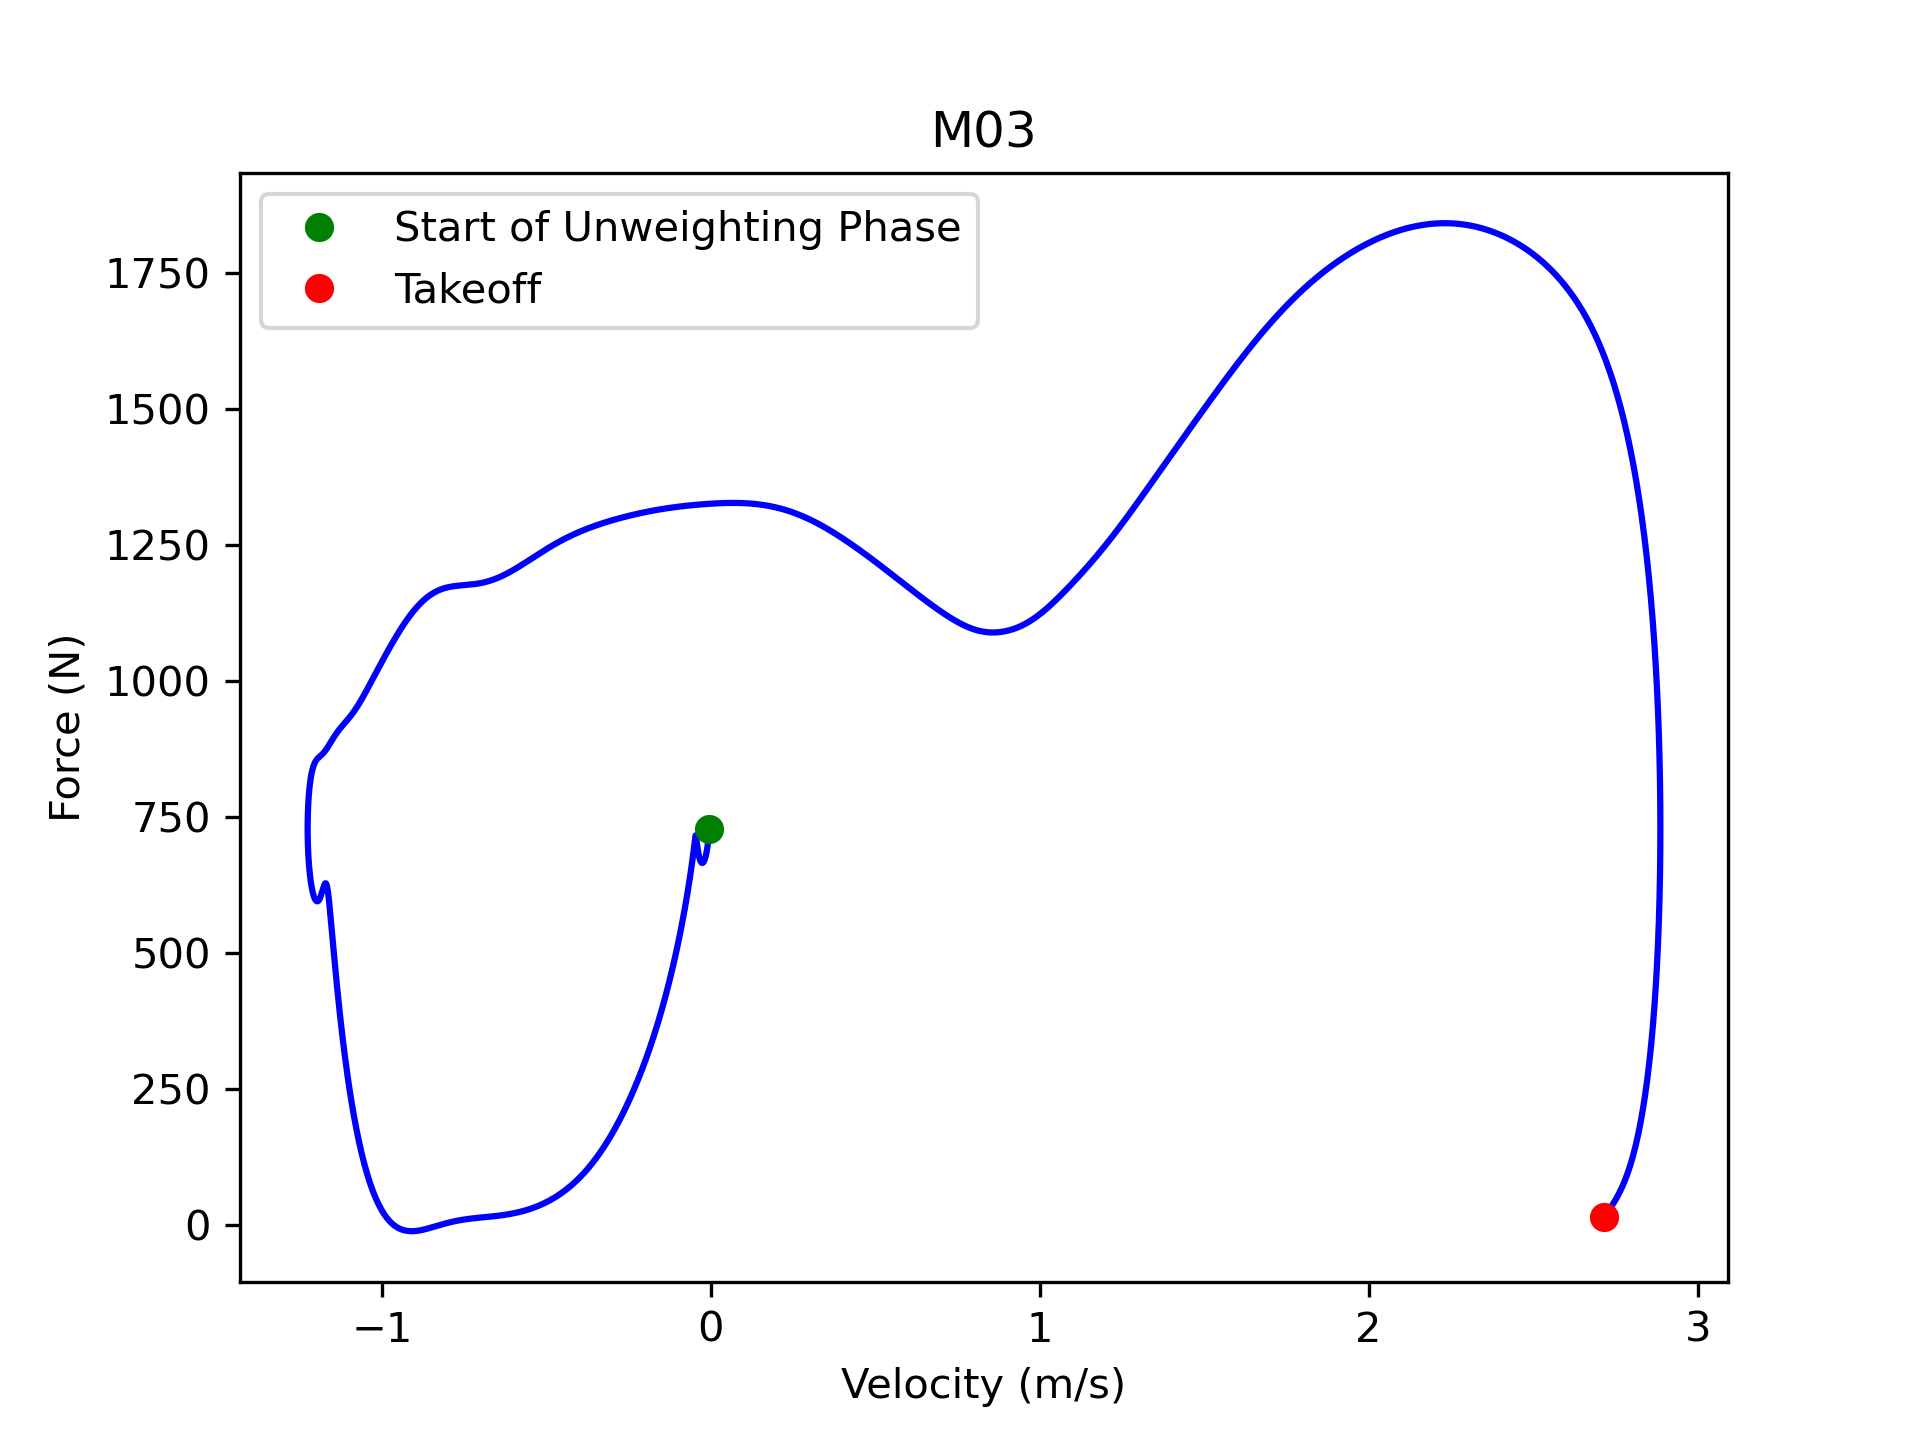 M03
Start of Unweighting Phase
Takeoff
1750
1500
1250
1000
750
500
250
0
Force (N)
−1
0
1
2
3
Velocity (m/s)